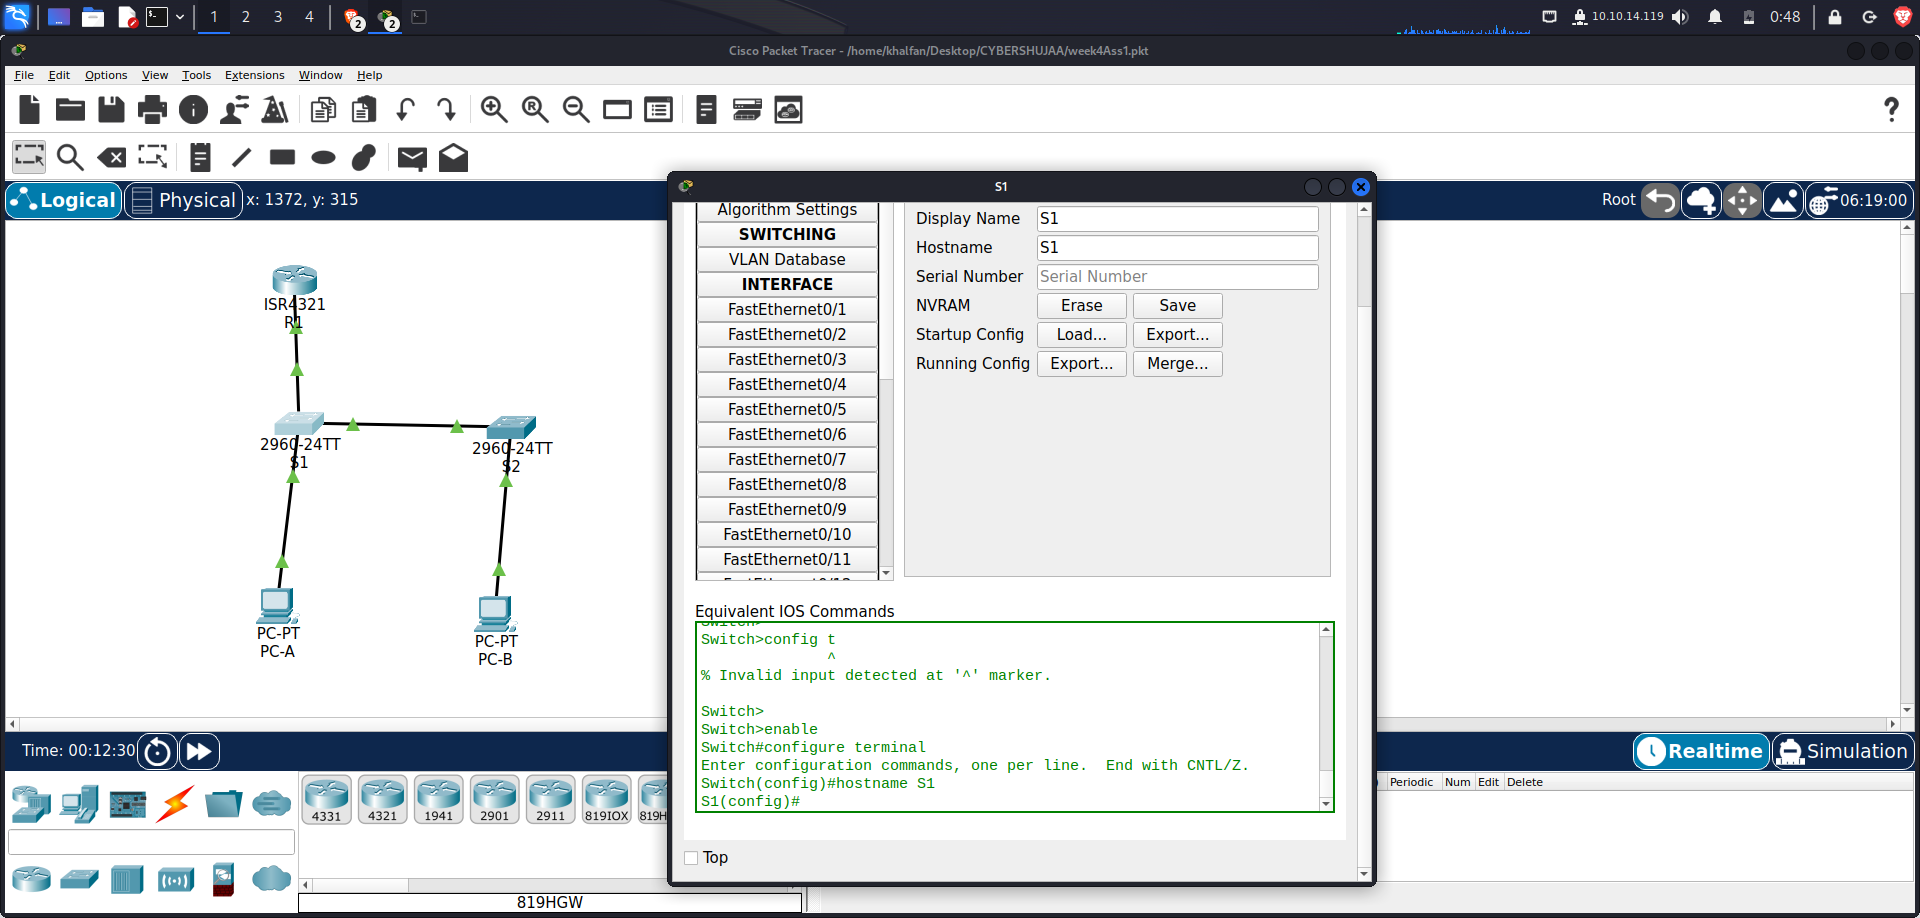 1
2
3
4
2
2
10.10.14.119
0:48
Cisco Packet Tracer - /home/khalfan/Desktop/CYBERSHUJAA/week4Ass1.pkt
File Edit Options View Tools Extensions Window Help
Logical
Physical
x: 1372, y: 315
Root
06:19:00
ISR4321
R1
2960-24TT
S1
2960-24TT
S2
PC-PT
PC-A
PC-PT
PC-B
S1
Algorithm Settings
SWITCHING
VLAN Database
INTERFACE
FastEthernet0/1
FastEthernet0/2
FastEthernet0/3
FastEthernet0/4
FastEthernet0/5
FastEthernet0/6
FastEthernet0/7
FastEthernet0/8
FastEthernet0/9
FastEthernet0/10
FastEthernet0/11
Display Name S1
Hostname S1
Serial Number Serial Number
NVRAM Erase Save
Startup Config Load... Export...
Running Config Export... Merge...
Equivalent IOS Commands
Switch>config t
^
% Invalid input detected at '^' marker.
Switch>
Switch>enable
Switch#configure terminal
Enter configuration commands, one per line.  End with CNTL/Z.
Switch(config)#hostname S1
S1(config)#
Top
Time: 00:12:30
Realtime
Simulation
Periodic Num Edit Delete
4331
4321
1941
2901
2911
819IOX
819HGW